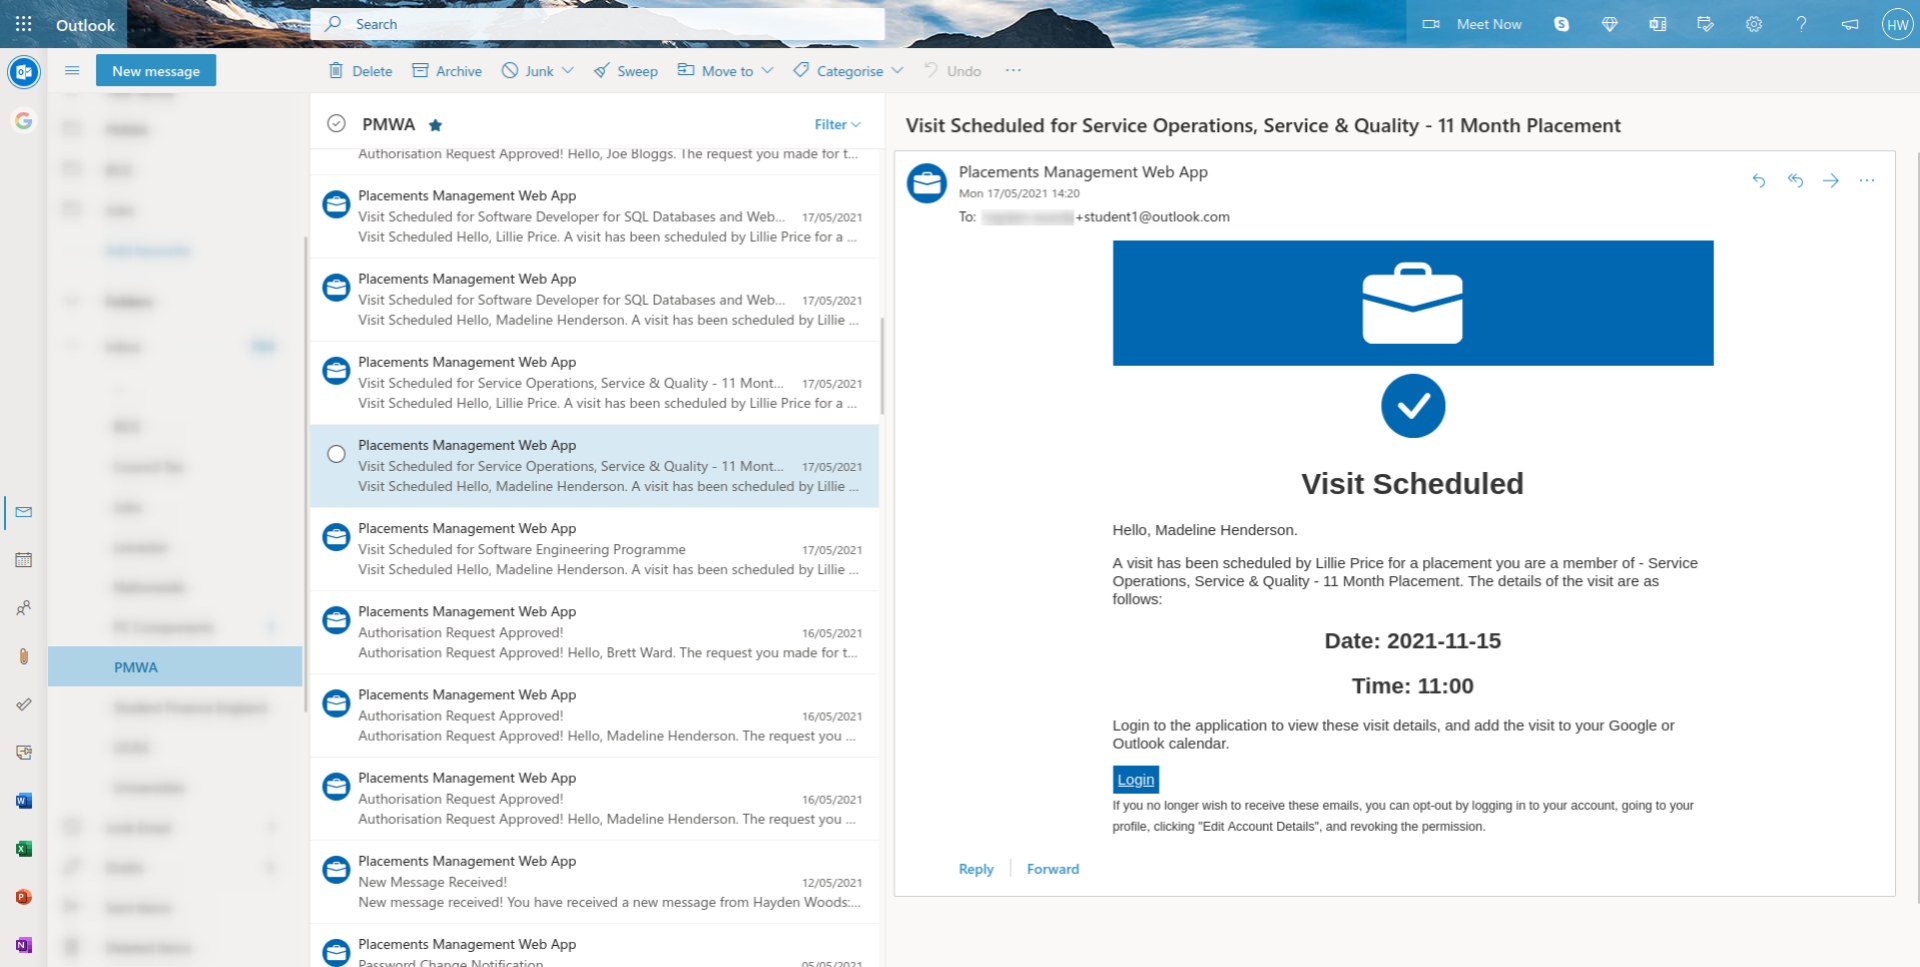 Outlook
Search
Meet Now
HW
New message
Delete
Archive
Junk
Sweep
Move to
Categorise
Undo
PMWA
Filter
Authorisation Request Approved! Hello, Joe Bloggs. The request you made for t...
Placements Management Web App
Visit Scheduled for Software Developer for SQL Databases and Web... 17/05/2021
Visit Scheduled Hello, Lillie Price. A visit has been scheduled by Lillie Price for a ...
Placements Management Web App
Visit Scheduled for Software Developer for SQL Databases and Web... 17/05/2021
Visit Scheduled Hello, Madeline Henderson. A visit has been scheduled by Lillie ...
Placements Management Web App
Visit Scheduled for Service Operations, Service & Quality - 11 Mont... 17/05/2021
Visit Scheduled Hello, Lillie Price. A visit has been scheduled by Lillie Price for a ...
Placements Management Web App
Visit Scheduled for Service Operations, Service & Quality - 11 Mont... 17/05/2021
Visit Scheduled Hello, Madeline Henderson. A visit has been scheduled by Lillie ...
Placements Management Web App
Visit Scheduled for Software Engineering Programme 17/05/2021
Visit Scheduled Hello, Madeline Henderson. A visit has been scheduled by Lillie ...
Placements Management Web App
Authorisation Request Approved! 16/05/2021
Authorisation Request Approved! Hello, Brett Ward. The request you made for t...
Placements Management Web App
Authorisation Request Approved! 16/05/2021
Authorisation Request Approved! Hello, Madeline Henderson. The request you ...
Placements Management Web App
Authorisation Request Approved! 16/05/2021
Authorisation Request Approved! Hello, Madeline Henderson. The request you ...
Placements Management Web App
New Message Received! 12/05/2021
New message received! You have received a new message from Hayden Woods:...
Placements Management Web App
Password Change Notification 05/05/2021
PMWA
Visit Scheduled for Service Operations, Service & Quality - 11 Month Placement
Placements Management Web App
Mon 17/05/2021 14:20
To: +student1@outlook.com
Visit Scheduled
Hello, Madeline Henderson.
A visit has been scheduled by Lillie Price for a placement you are a member of - Service
Operations, Service & Quality - 11 Month Placement. The details of the visit are as
follows:
Date: 2021-11-15
Time: 11:00
Login to the application to view these visit details, and add the visit to your Google or
Outlook calendar.
Login
If you no longer wish to receive these emails, you can opt-out by logging in to your account, going to your
profile, clicking "Edit Account Details", and revoking the permission.
Reply
Forward